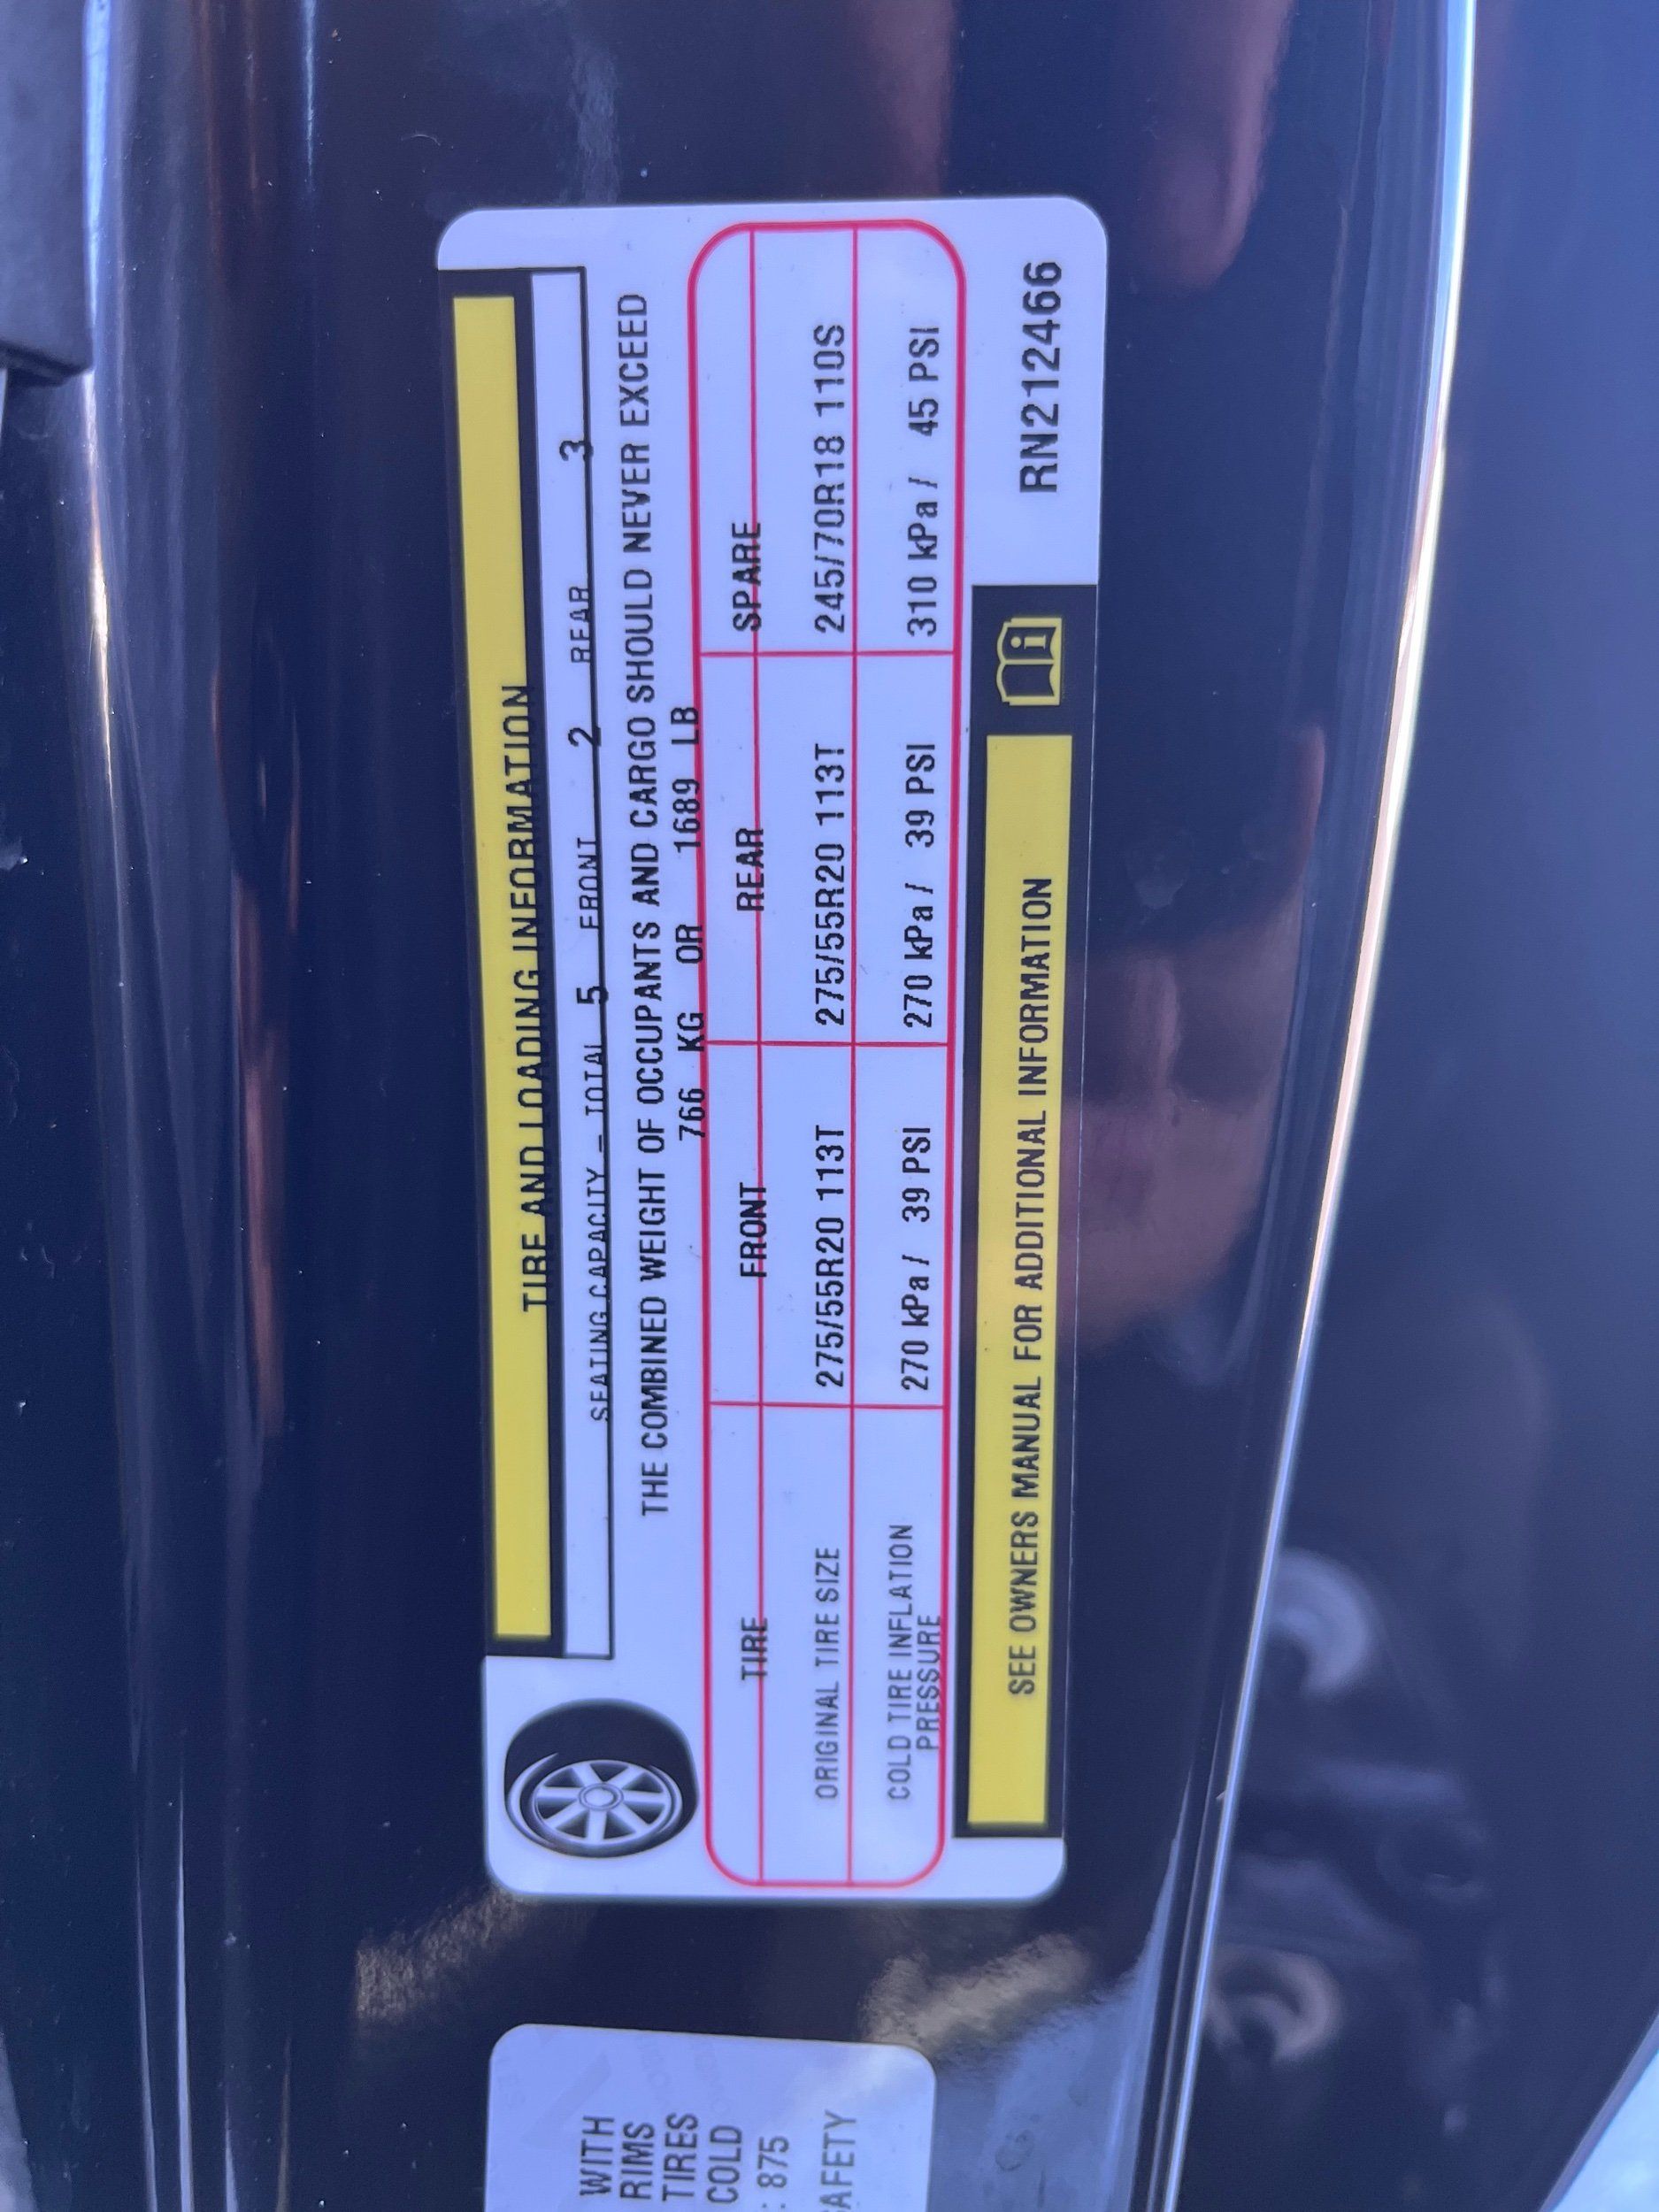 TIRE AND LOADING INFORMATION
SEATING CAPACITY – TOTAL 5 FRONT 2 REAR 3
THE COMBINED WEIGHT OF OCCUPANTS AND CARGO SHOULD NEVER EXCEED
766 KG OR 1689 LB
TIRE FRONT REAR SPARE
ORIGINAL TIRE SIZE 275/55R20 113T 275/55R20 113T 245/70R18 110S
COLD TIRE INFLATION
PRESSURE 270 kPa / 39 PSI 270 kPa / 39 PSI 310 kPa / 45 PSI
SEE OWNERS MANUAL FOR ADDITIONAL INFORMATION
RN212466
WITH
RIMS
TIRES
COLD
: 875
AFETY